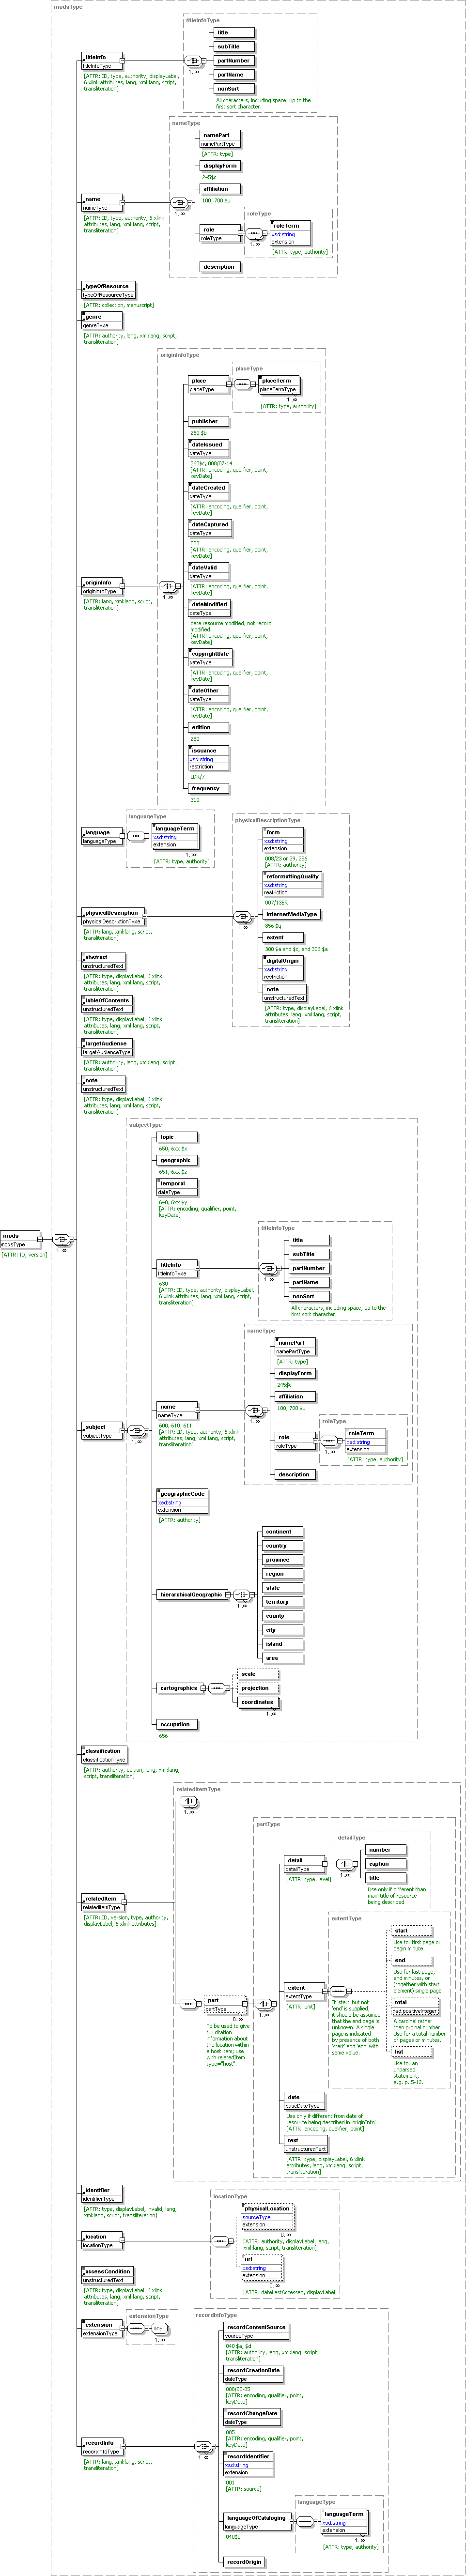 modsType
titleInfoType
title
subTitle
titleInfo
titleInfoType
1..∞
partNumber
[ATTR: ID, type, authority, displayLabel,
6 xlink attributes, lang, xml:lang, script,
transliteration]
partName
nonSort
All characters, including space, up to the
first sort character.
nameType
namePart
namePartType
[ATTR: type]
displayForm
245$c
affiliation
100, 700 $u
name
nameType
1..∞
[ATTR: ID, type, authority, 6 xlink
attributes, lang, xml:lang, script,
transliteration]
roleType
role
roleType
1..∞
roleTerm
xsd:string
extension
[ATTR: type, authority]
description
typeOfResource
typeOfResourceType
[ATTR: collection, manuscript]
genre
genreType
[ATTR: authority, lang, xml:lang, script,
transliteration]
originInfoType
placeType
place
placeType
placeTerm
placeTermType
1..∞
[ATTR: type, authority]
publisher
260 $b
dateIssued
dateType
260$c, 008/07-14
[ATTR: encoding, qualifier, point,
keyDate]
dateCreated
dateType
[ATTR: encoding, qualifier, point,
keyDate]
dateCaptured
dateType
033
[ATTR: encoding, qualifier, point,
keyDate]
dateValid
dateType
[ATTR: encoding, qualifier, point,
keyDate]
originInfo
originInfoType
1..∞
[ATTR: lang, xml:lang, script,
transliteration]
dateModified
dateType
date resource modified, not record
modified
[ATTR: encoding, qualifier, point,
keyDate]
copyrightDate
dateType
[ATTR: encoding, qualifier, point,
keyDate]
dateOther
dateType
[ATTR: encoding, qualifier, point,
keyDate]
edition
250
issuance
xsd:string
restriction
LDR/7
frequency
310
languageType
language
languageType
languageTerm
xsd:string
extension
1..∞
[ATTR: type, authority]
physicalDescriptionType
form
xsd:string
extension
008/23 or 29, 256
[ATTR: authority]
reformattingQuality
xsd:string
restriction
007/13ER
physicalDescription
physicalDescriptionType
1..∞
[ATTR: lang, xml:lang, script,
transliteration]
internetMediaType
856 $q
extent
300 $a and $c, and 306 $a
digitalOrigin
xsd:string
restriction
note
unstructuredText
[ATTR: type, displayLabel, 6 xlink
attributes, lang, xml:lang, script,
transliteration]
abstract
unstructuredText
[ATTR: type, displayLabel, 6 xlink
attributes, lang, xml:lang, script,
transliteration]
tableOfContents
unstructuredText
[ATTR: type, displayLabel, 6 xlink
attributes, lang, xml:lang, script,
transliteration]
targetAudience
targetAudienceType
[ATTR: authority, lang, xml:lang, script,
transliteration]
note
unstructuredText
[ATTR: type, displayLabel, 6 xlink
attributes, lang, xml:lang, script,
transliteration]
mods
modsType
1..∞
[ATTR: ID, version]
subjectType
topic
650, 6xx $x
geographic
651, 6xx $z
temporal
dateType
648, 6xx $y
[ATTR: encoding, qualifier, point,
keyDate]
titleInfoType
title
subTitle
titleInfo
titleInfoType
1..∞
partNumber
630
[ATTR: ID, type, authority, displayLabel,
6 xlink attributes, lang, xml:lang, script,
transliteration]
partName
nonSort
All characters, including space, up to the
first sort character.
nameType
namePart
namePartType
[ATTR: type]
displayForm
245$c
affiliation
100, 700 $u
name
nameType
1..∞
600, 610, 611
[ATTR: ID, type, authority, 6 xlink
attributes, lang, xml:lang, script,
transliteration]
roleType
role
roleType
1..∞
roleTerm
xsd:string
extension
[ATTR: type, authority]
description
subject
subjectType
1..∞
geographicCode
xsd:string
extension
[ATTR: authority]
continent
country
province
region
hierarchicalGeographic
1..∞
state
territory
county
city
island
area
cartographics
scale
projection
coordinates
1..∞
occupation
656
classification
classificationType
[ATTR: authority, edition, lang, xml:lang,
script, transliteration]
relatedItemType
1..∞
relatedItem
relatedItemType
[ATTR: ID, version, type, authority,
displayLabel, 6 xlink attributes]
partType
detailType
detail
detailType
1..∞
[ATTR: type, level]
number
caption
title
Use only if different than
main title of resource
being described
extentType
start
Use for first page or
begin minute
end
Use for last page,
end minutes, or
(together with start
element) single page
extent
extentType
[ATTR: unit]
If 'start' but not
'end' is supplied,
it should be assumed
that the end page is
unknown. A single
page is indicated
by presence of both
'start' and 'end' with
same value.
total
xsd:positiveInteger
A cardinal rather
than ordinal number.
Use for a total number
of pages or minutes.
list
Use for an
unparsed
statement,
e.g. p. 5-12.
part
partType
0..∞
1..∞
To be used to give
full citation
information about
the location within
a host item; use
with relatedItem
type="host".
date
baseDateType
Use only if different from date of
resource being described in 'originInfo'
[ATTR: encoding, qualifier, point]
text
unstructuredText
[ATTR: type, displayLabel, 6 xlink
attributes, lang, xml:lang, script,
transliteration]
identifier
identifierType
[ATTR: type, displayLabel, invalid, lang,
xml:lang, script, transliteration]
locationType
location
locationType
physicalLocation
sourceType
extension
0..∞
[ATTR: authority, displayLabel, lang,
xml:lang, script, transliteration]
url
xsd:string
extension
0..∞
[ATTR: dateLastAccessed, displayLabel]
accessCondition
unstructuredText
[ATTR: type, displayLabel, 6 xlink
attributes, lang, xml:lang, script,
transliteration]
extensionType
extension
extensionType
any
1..∞
recordInfoType
recordContentSource
sourceType
040 $a, $d
[ATTR: authority, lang, xml:lang, script,
transliteration]
recordCreationDate
dateType
008/00-05
[ATTR: encoding, qualifier, point,
keyDate]
recordChangeDate
dateType
005
[ATTR: encoding, qualifier, point,
keyDate]
recordInfo
recordInfoType
1..∞
[ATTR: lang, xml:lang, script,
transliteration]
recordIdentifier
xsd:string
extension
001
[ATTR: source]
languageType
languageOfCataloging
languageType
040$b
languageTerm
xsd:string
extension
1..∞
[ATTR: type, authority]
recordOrigin